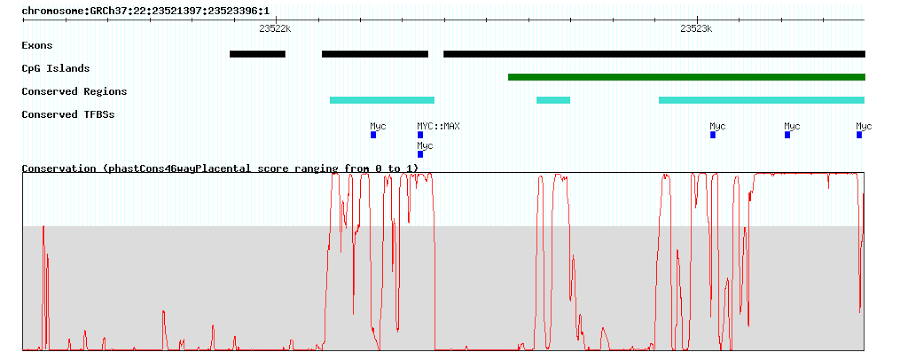 chromosome:GRCh37:22:23521397:23523396:1
23522k 23523k
Exons
CpG Islands
Conserved Regions
Conserved TFBSs
Myc MYC::MAX Myc Myc Myc
Myc
Conservation (phastCons46wayPlacental score ranging from 0 to 1)